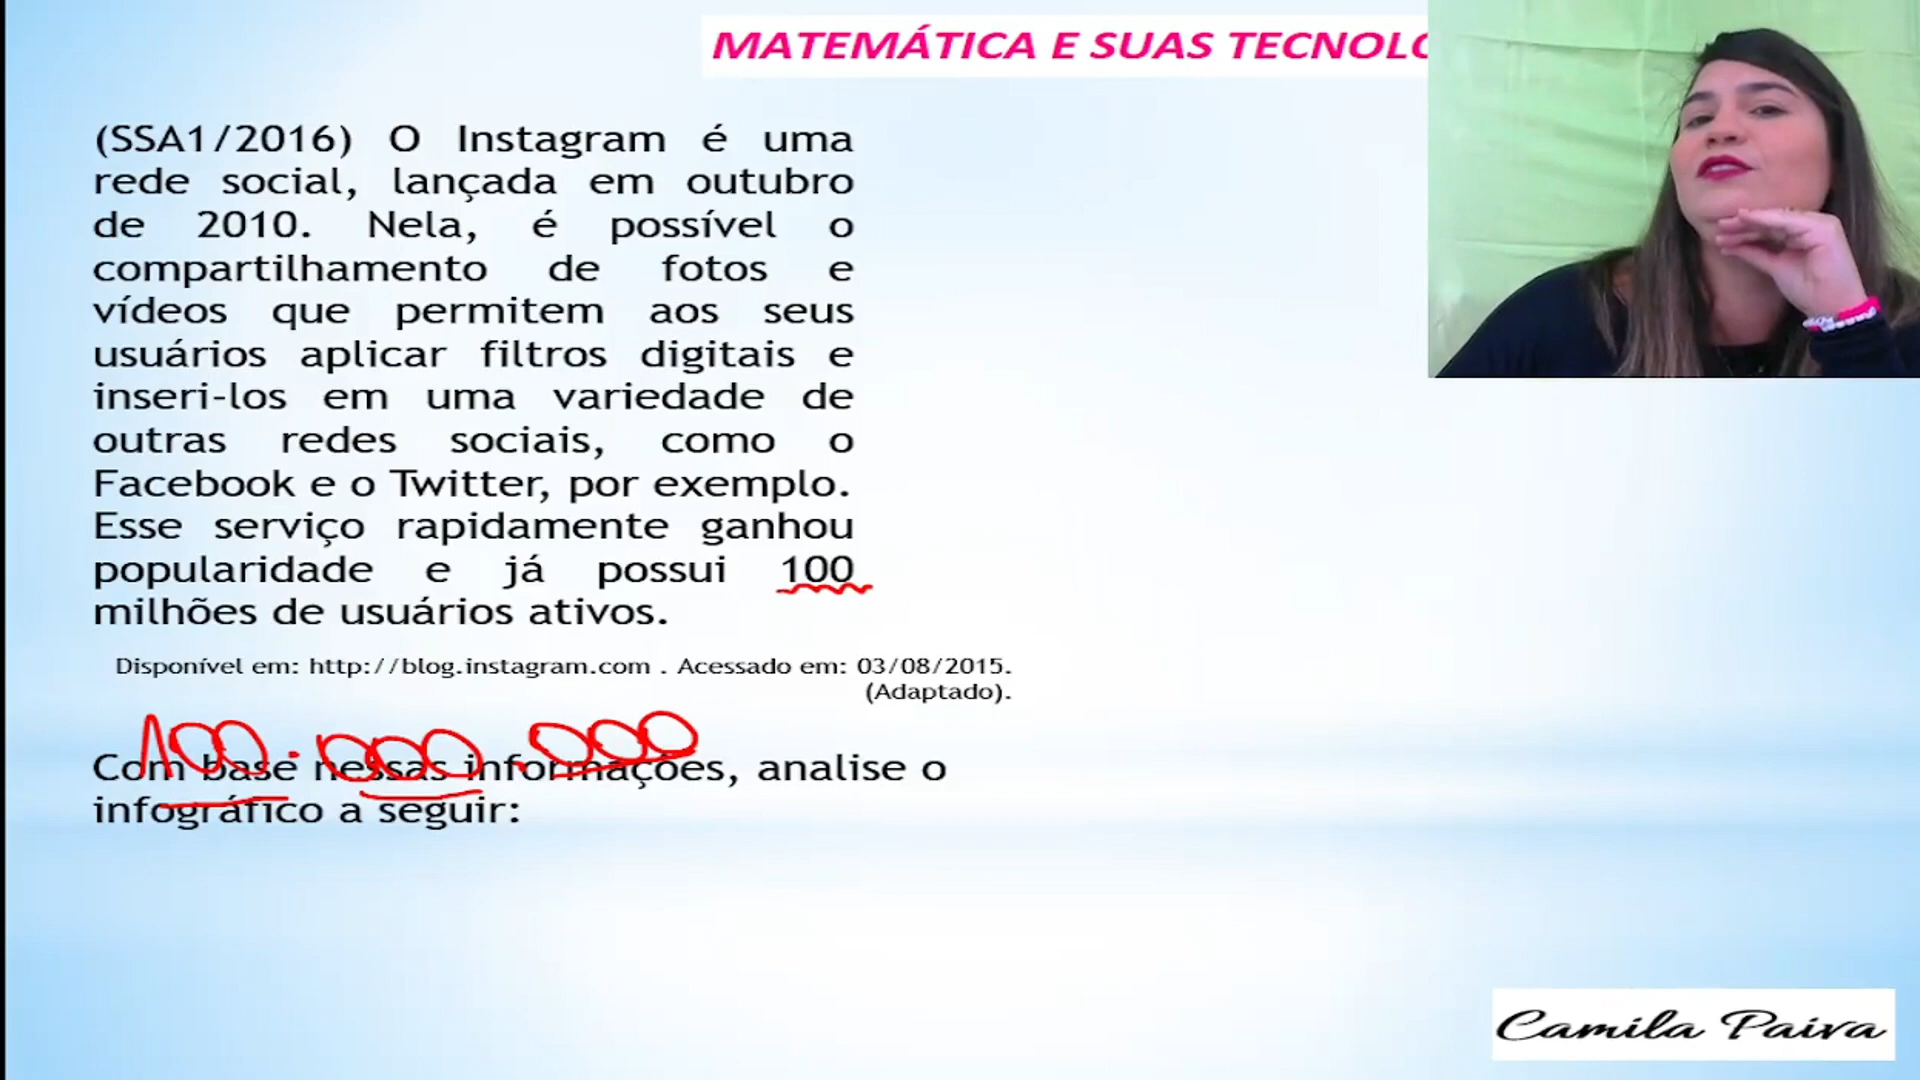 MATEMÁTICA E SUAS TECNOLO
(SSA1/2016) O Instagram é uma
rede social, lançada em outubro
de 2010. Nela, é possível o
compartilhamento de fotos e
vídeos que permitem aos seus
usuários aplicar filtros digitais e
inseri-los em uma variedade de
outras redes sociais, como o
Facebook e o Twitter, por exemplo.
Esse serviço rapidamente ganhou
popularidade e já possui 100
milhões de usuários ativos.
Disponível em: http://blog.instagram.com . Acessado em: 03/08/2015.
(Adaptado).
100.000.000
Com base nessas informações, analise o
infográfico a seguir:
Camila Paiva